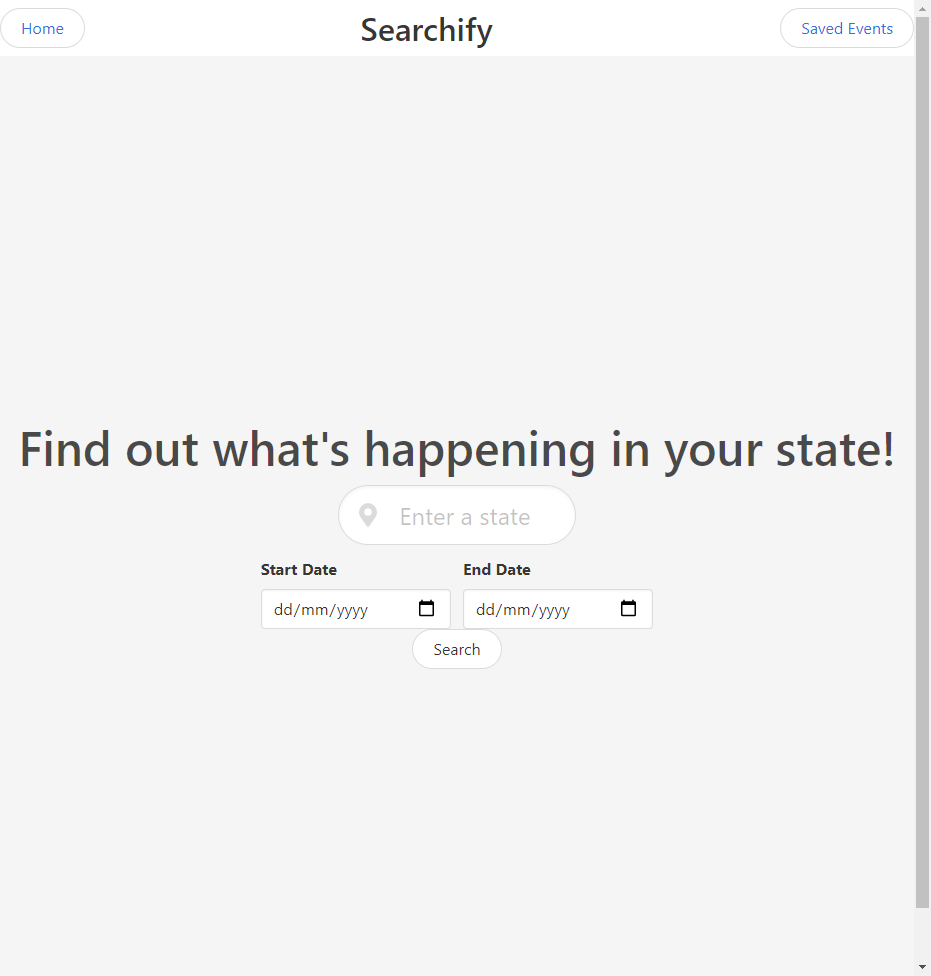 Home Searchify Saved Events
Find out what's happening in your state!
Enter a state
Start Date End Date
dd/mm/yyyy dd/mm/yyyy
Search